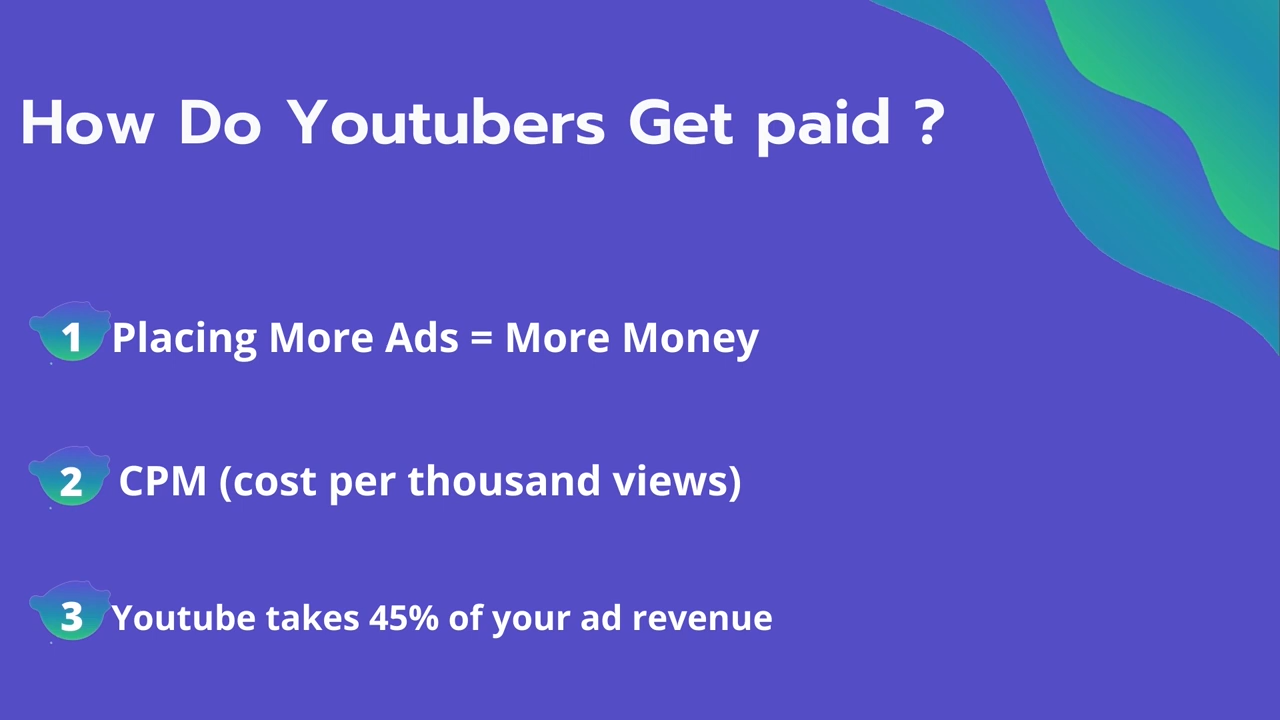 How Do Youtubers Get paid ?
1 Placing More Ads = More Money
2 CPM (cost per thousand views)
3 Youtube takes 45% of your ad revenue